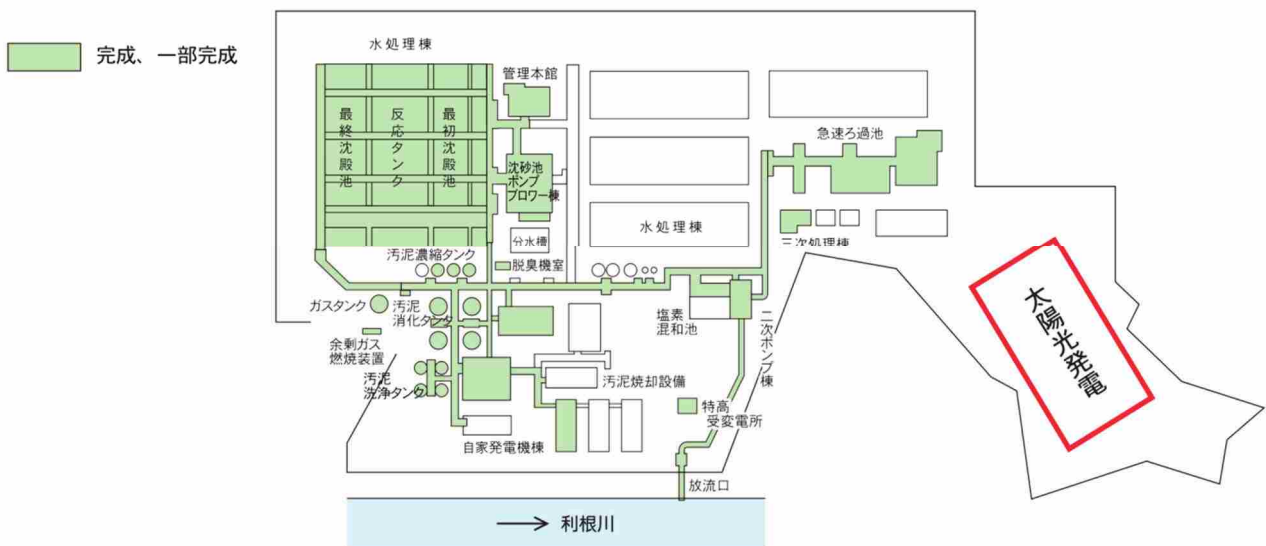 完成、一部完成
水処理棟
管理本館
最終沈殿池
反応タンク
最初沈殿池
沈砂池
ポンプ
ブロワー棟
急速ろ過池
水処理棟
分水槽
三次処理棟
汚泥濃縮タンク
脱臭機室
ガスタンク
汚泥
消化タンク
塩素
混和池
二次ポンプ棟
太陽光発電
余剰ガス
燃焼装置
汚泥
洗浄タンク
汚泥焼却設備
特高
受変電所
自家発電機棟
放流口
→ 利根川